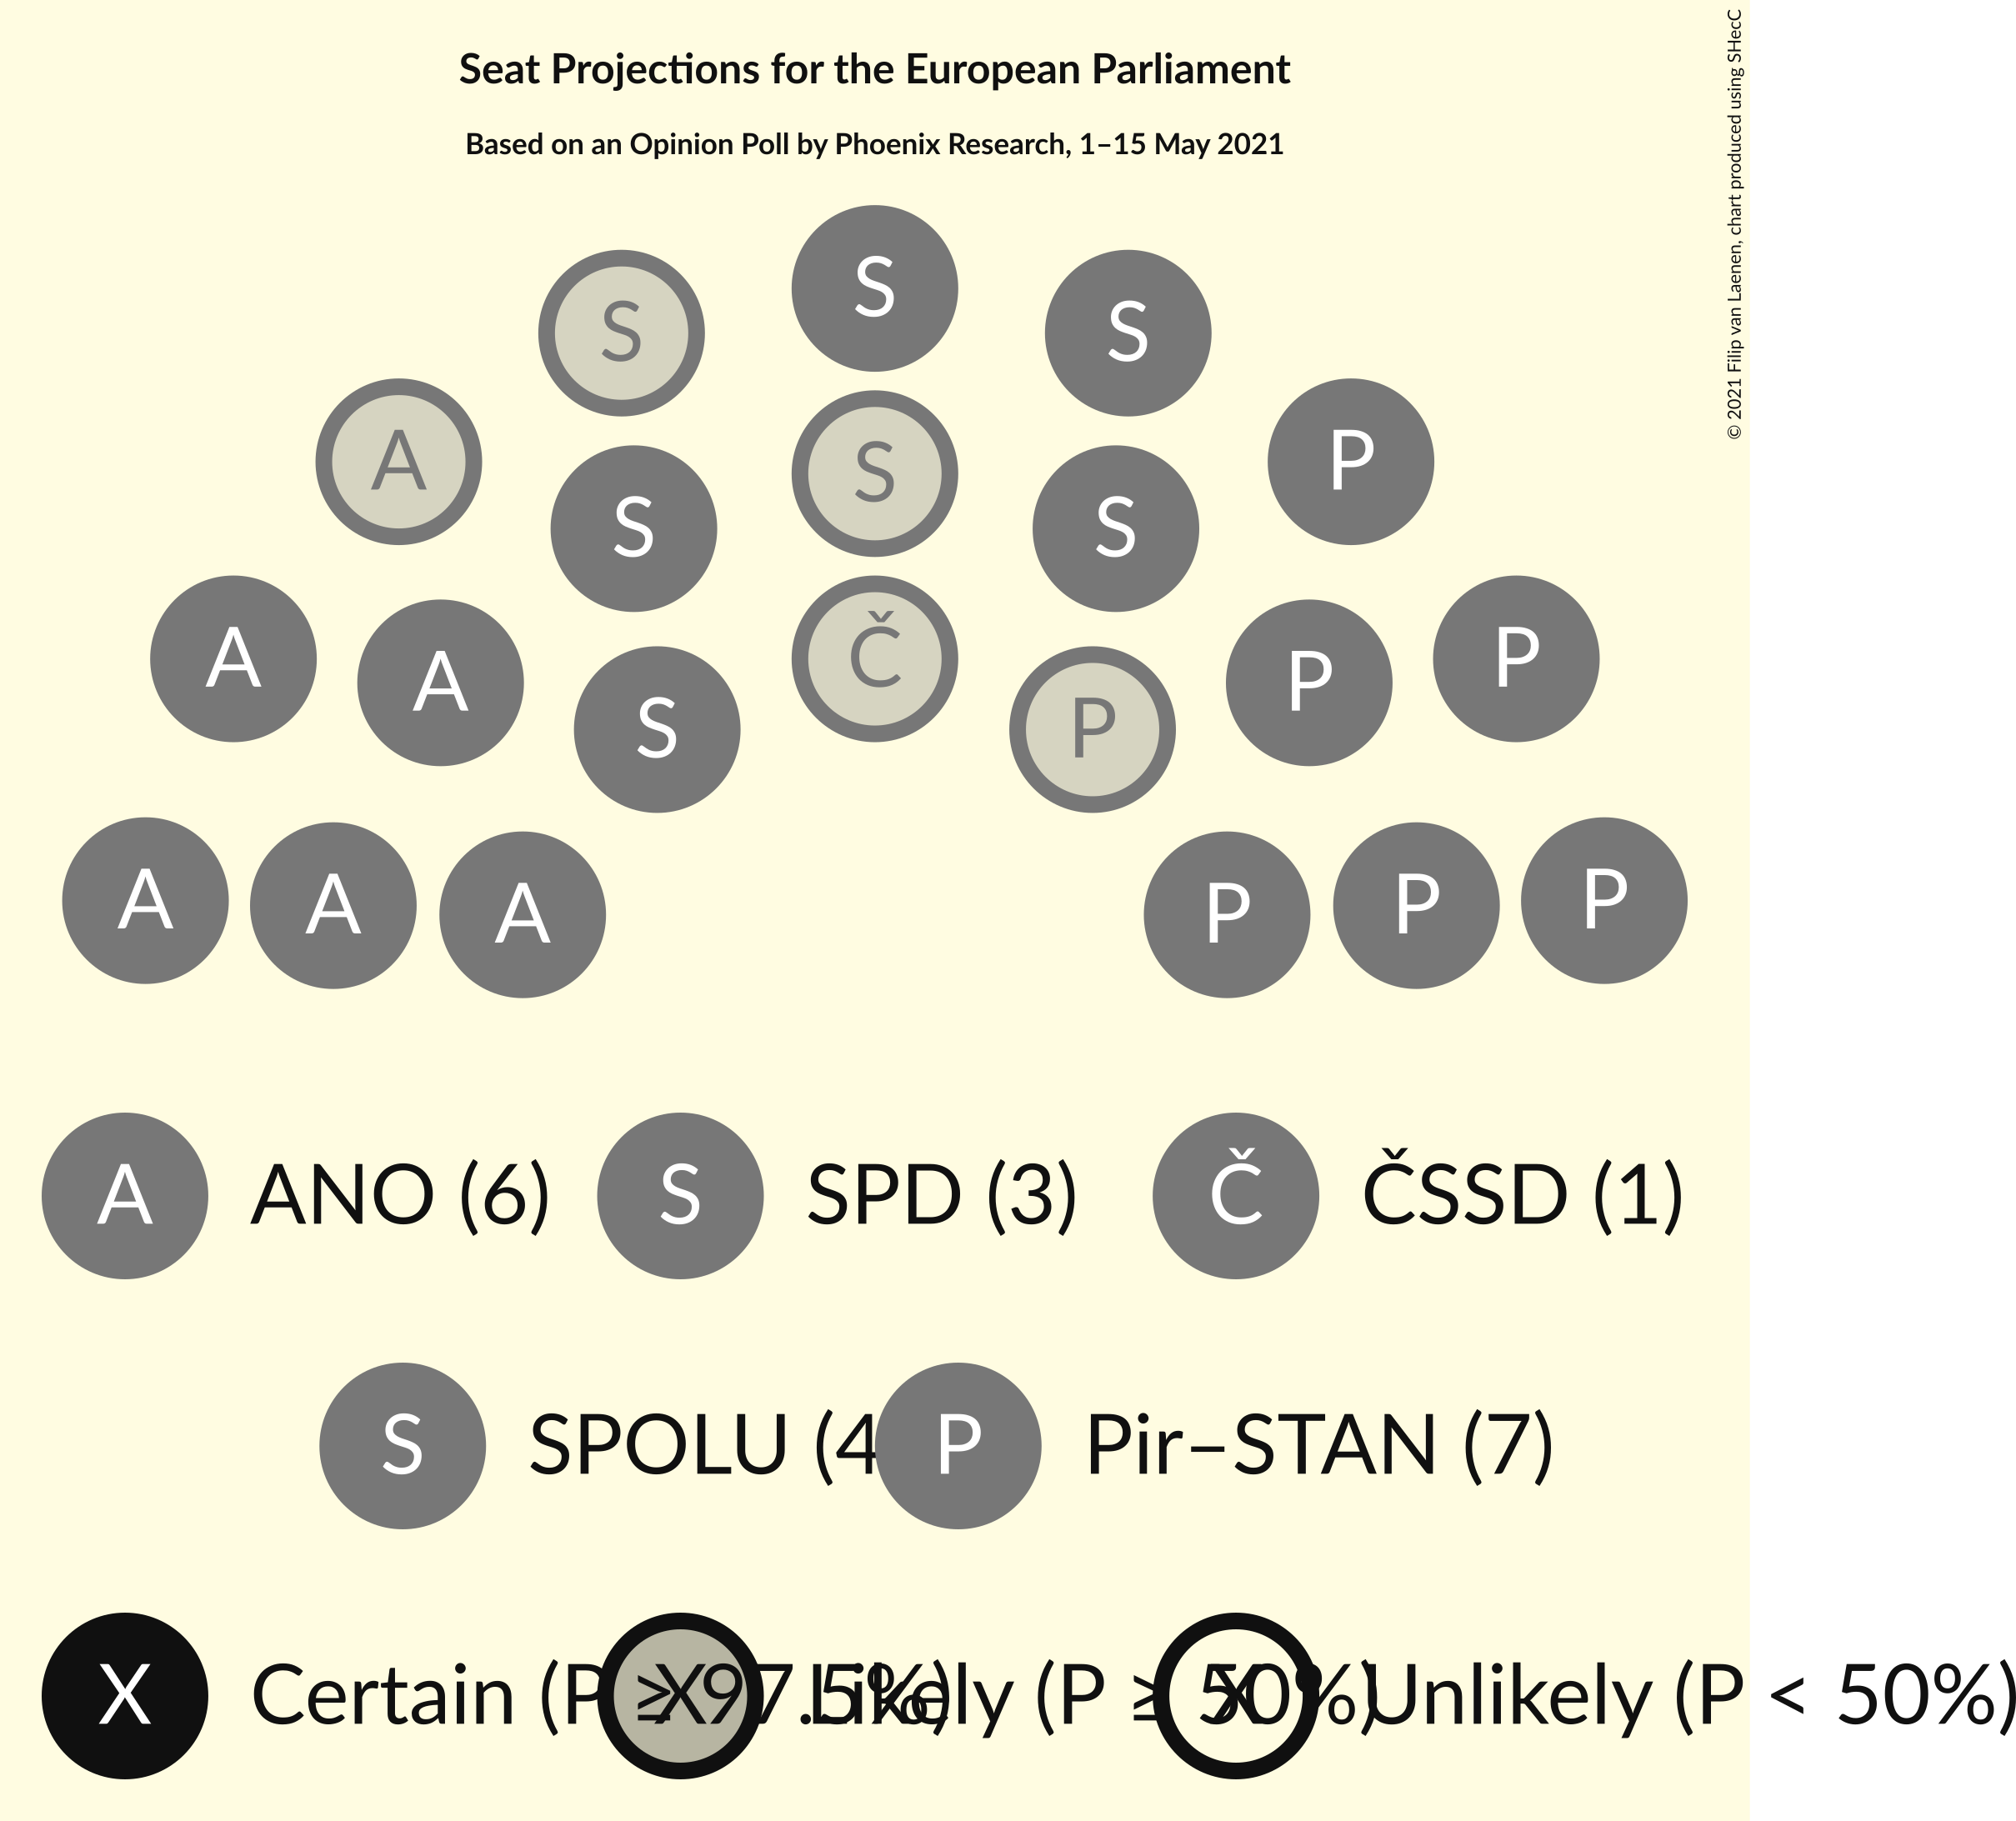 Seat Projections for the European Parliament
Based on an Opinion Poll by Phoenix Research, 1–15 May 2021
© 2021 Filip van Laenen, chart produced using SHecC
S
S S
A S P
S S
Č
A A S P P P
A A A P P P
A ANO (6) S SPD (3) Č ČSSD (1)
S SPOLU (4 P Pir–STAN (7)
X Certain (P X Likely (P ≥ 50%) X Unlikely (P < 50%)